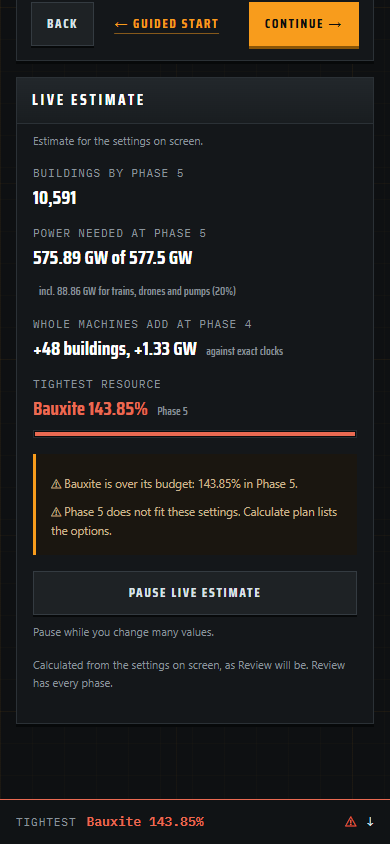 BACK
← GUIDED START
CONTINUE →
LIVE ESTIMATE
Estimate for the settings on screen.
BUILDINGS BY PHASE 5
10,591
POWER NEEDED AT PHASE 5
575.89 GW of 577.5 GW
incl. 88.86 GW for trains, drones and pumps (20%)
WHOLE MACHINES ADD AT PHASE 4
+48 buildings, +1.33 GW against exact clocks
TIGHTEST RESOURCE
Bauxite 143.85% Phase 5
⚠ Bauxite is over its budget: 143.85% in Phase 5.
⚠ Phase 5 does not fit these settings. Calculate plan lists
the options.
PAUSE LIVE ESTIMATE
Pause while you change many values.
Calculated from the settings on screen, as Review will be. Review
has every phase.
TIGHTEST Bauxite 143.85% ⚠ ↓